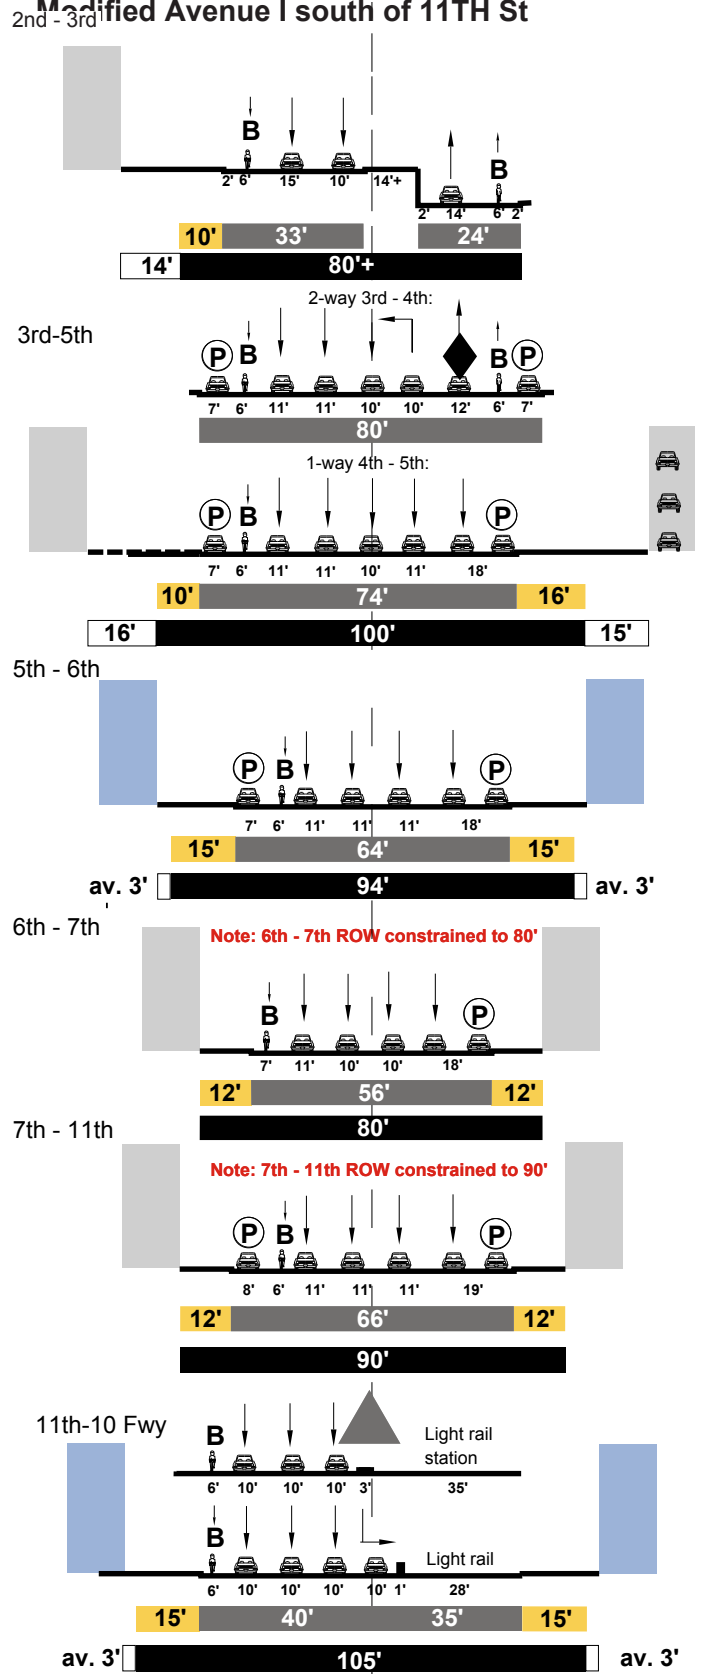 Modified Avenue I south of 11TH St
2nd - 3rd
B
B
2' 6' 15' 10' 14'+
2' 14' 6' 2'
10' 33' 24'
14' 80'+
2-way 3rd - 4th:
3rd-5th
P B B P
7' 6' 11' 11' 10' 10' 12' 6' 7'
80'
1-way 4th - 5th:
P B P
7' 6' 11' 11' 10' 11' 18'
10' 74' 16'
16' 100' 15'
5th - 6th
P B P
7' 6' 11' 11' 11' 18'
15' 64' 15'
av. 3' 94' av. 3'
6th - 7th
Note: 6th - 7th ROW constrained to 80'
B P
7' 11' 10' 10' 18'
12' 56' 12'
80'
7th - 11th
Note: 7th - 11th ROW constrained to 90'
P B P
8' 6' 11' 11' 11' 19'
12' 66' 12'
90'
11th-10 Fwy
B
Light rail
station
6' 10' 10' 10' 3' 35'
B
Light rail
6' 10' 10' 10' 10' 1' 28'
15' 40' 35' 15'
av. 3' 105' av. 3'